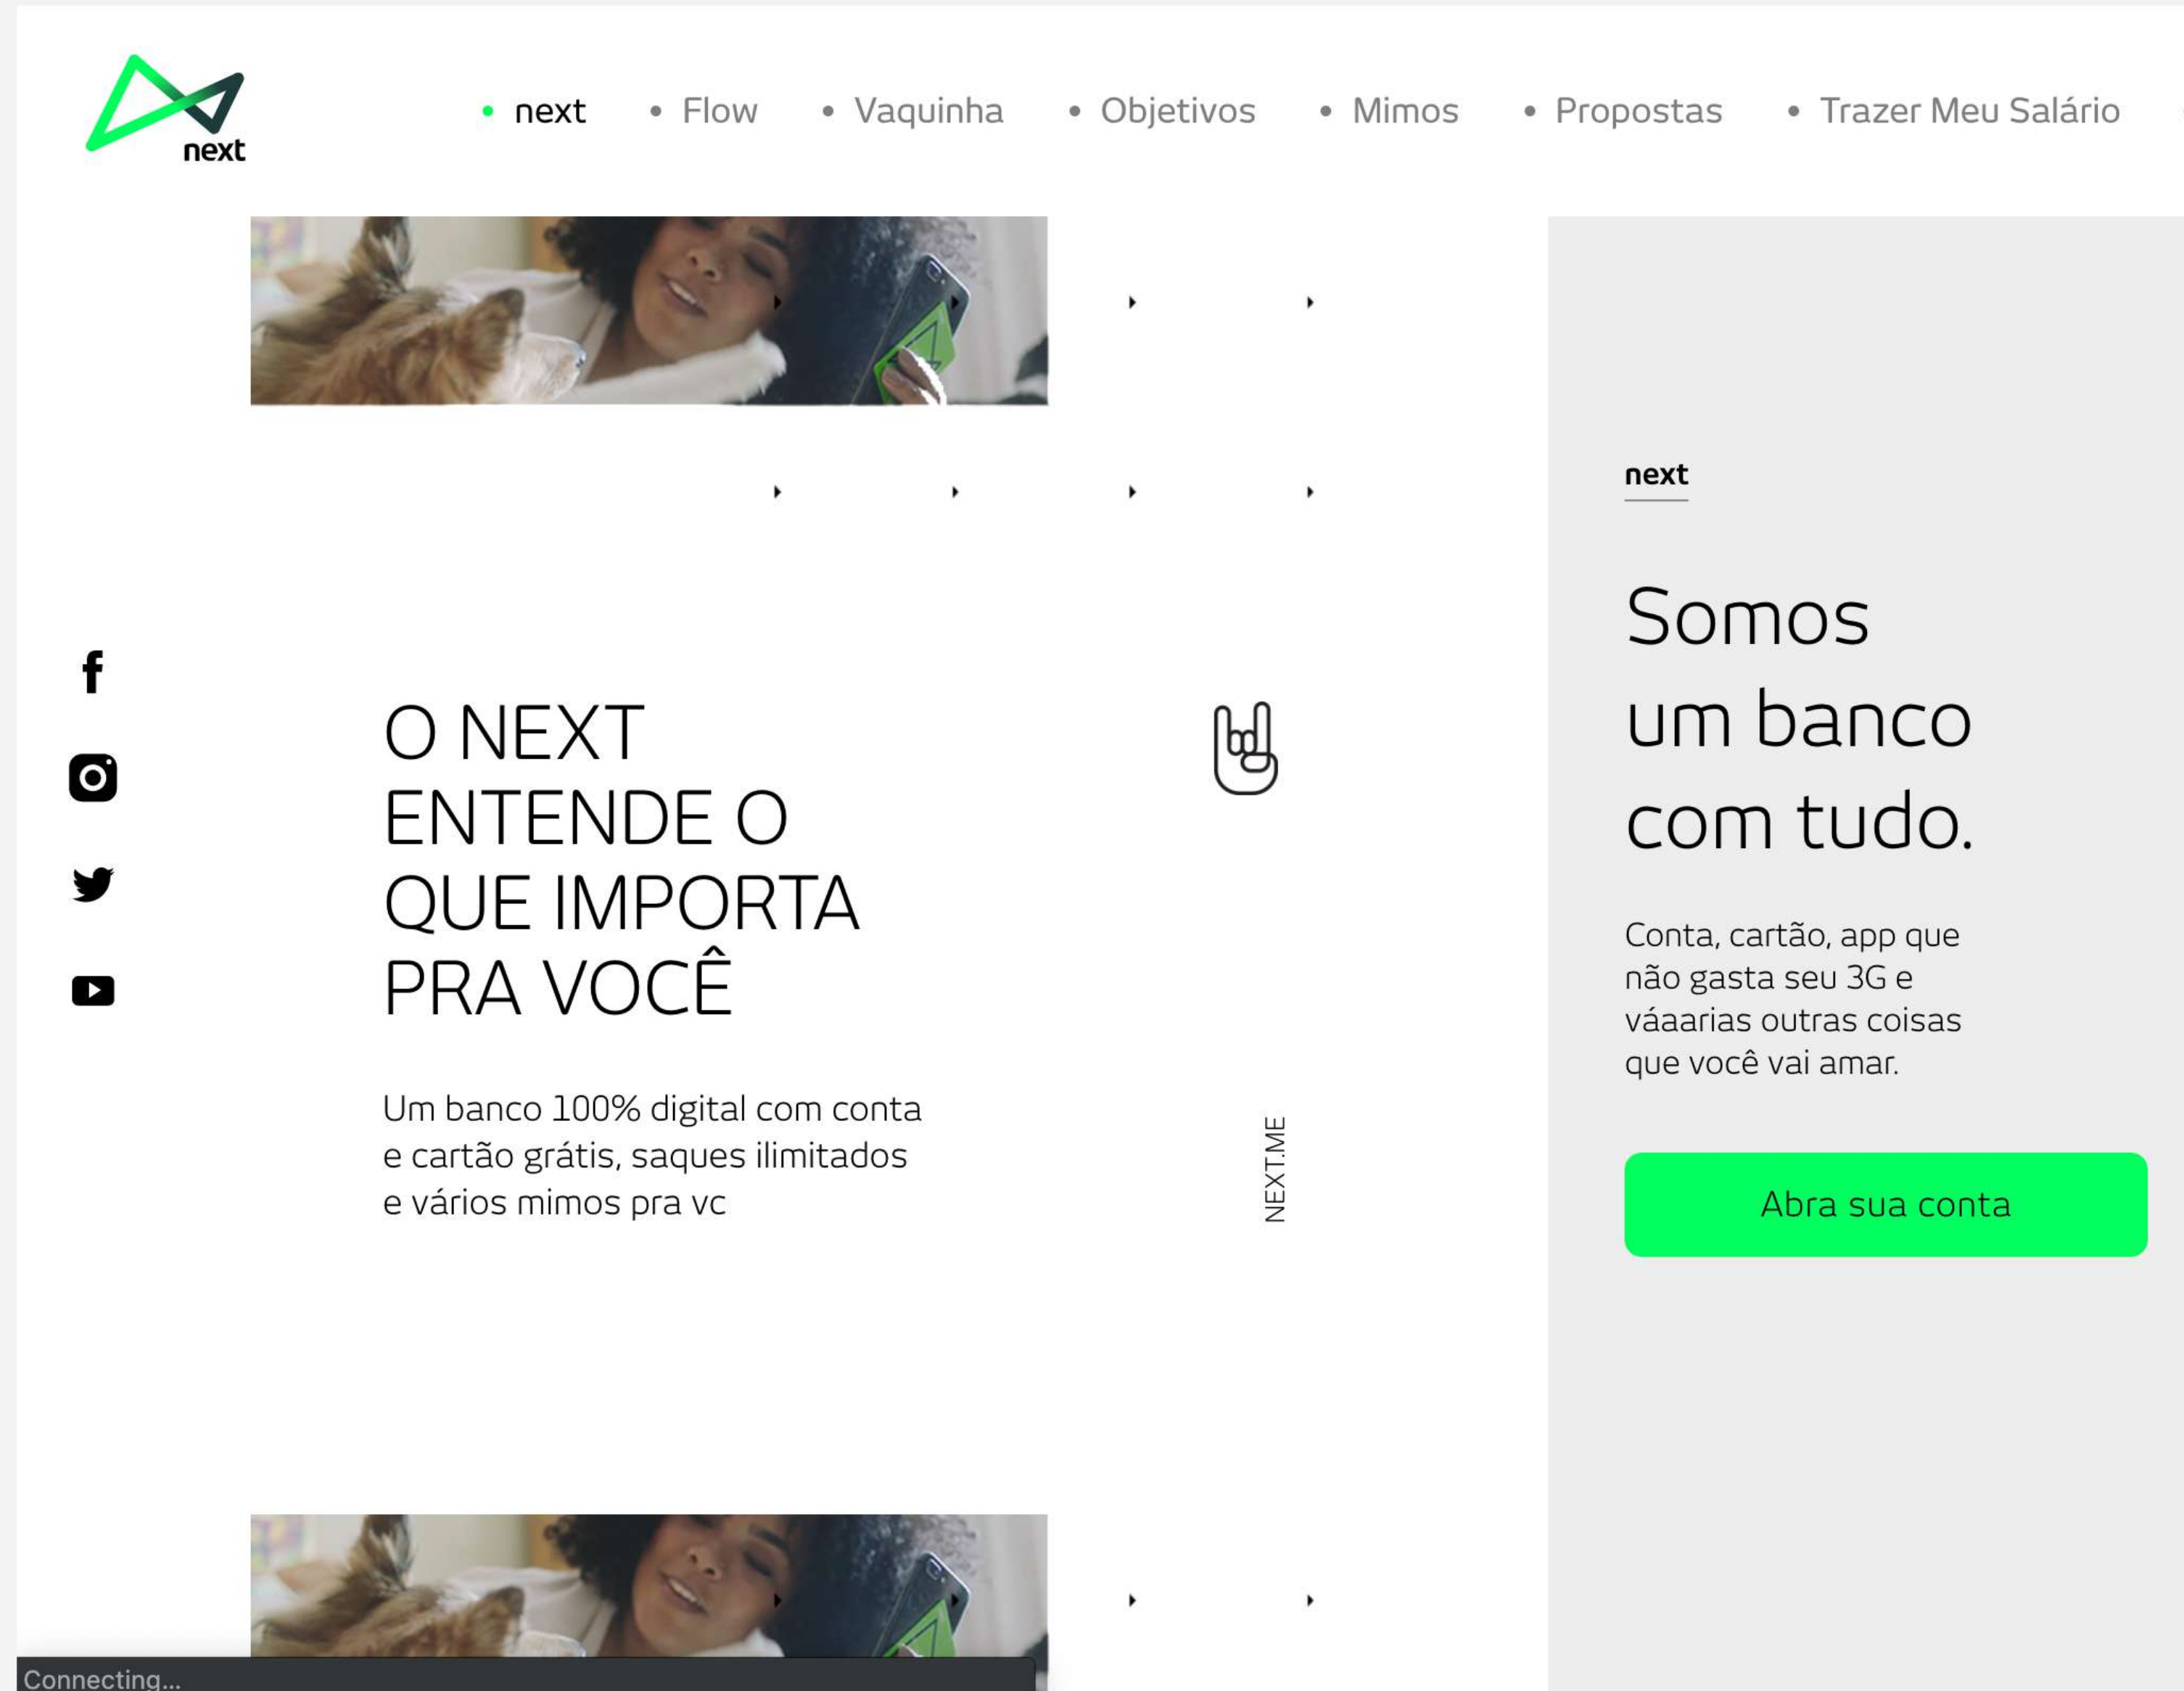 next
next
Flow
Vaquinha
Objetivos
Mimos
Propostas
Trazer Meu Salário
O NEXT
ENTENDE O
QUE IMPORTA
PRA VOCÊ
Um banco 100% digital com conta
e cartão grátis, saques ilimitados
e vários mimos pra vc
NEXT.ME
next
Somos
um banco
com tudo.
Conta, cartão, app que
não gasta seu 3G e
váaarias outras coisas
que você vai amar.
Abra sua conta
Connecting...